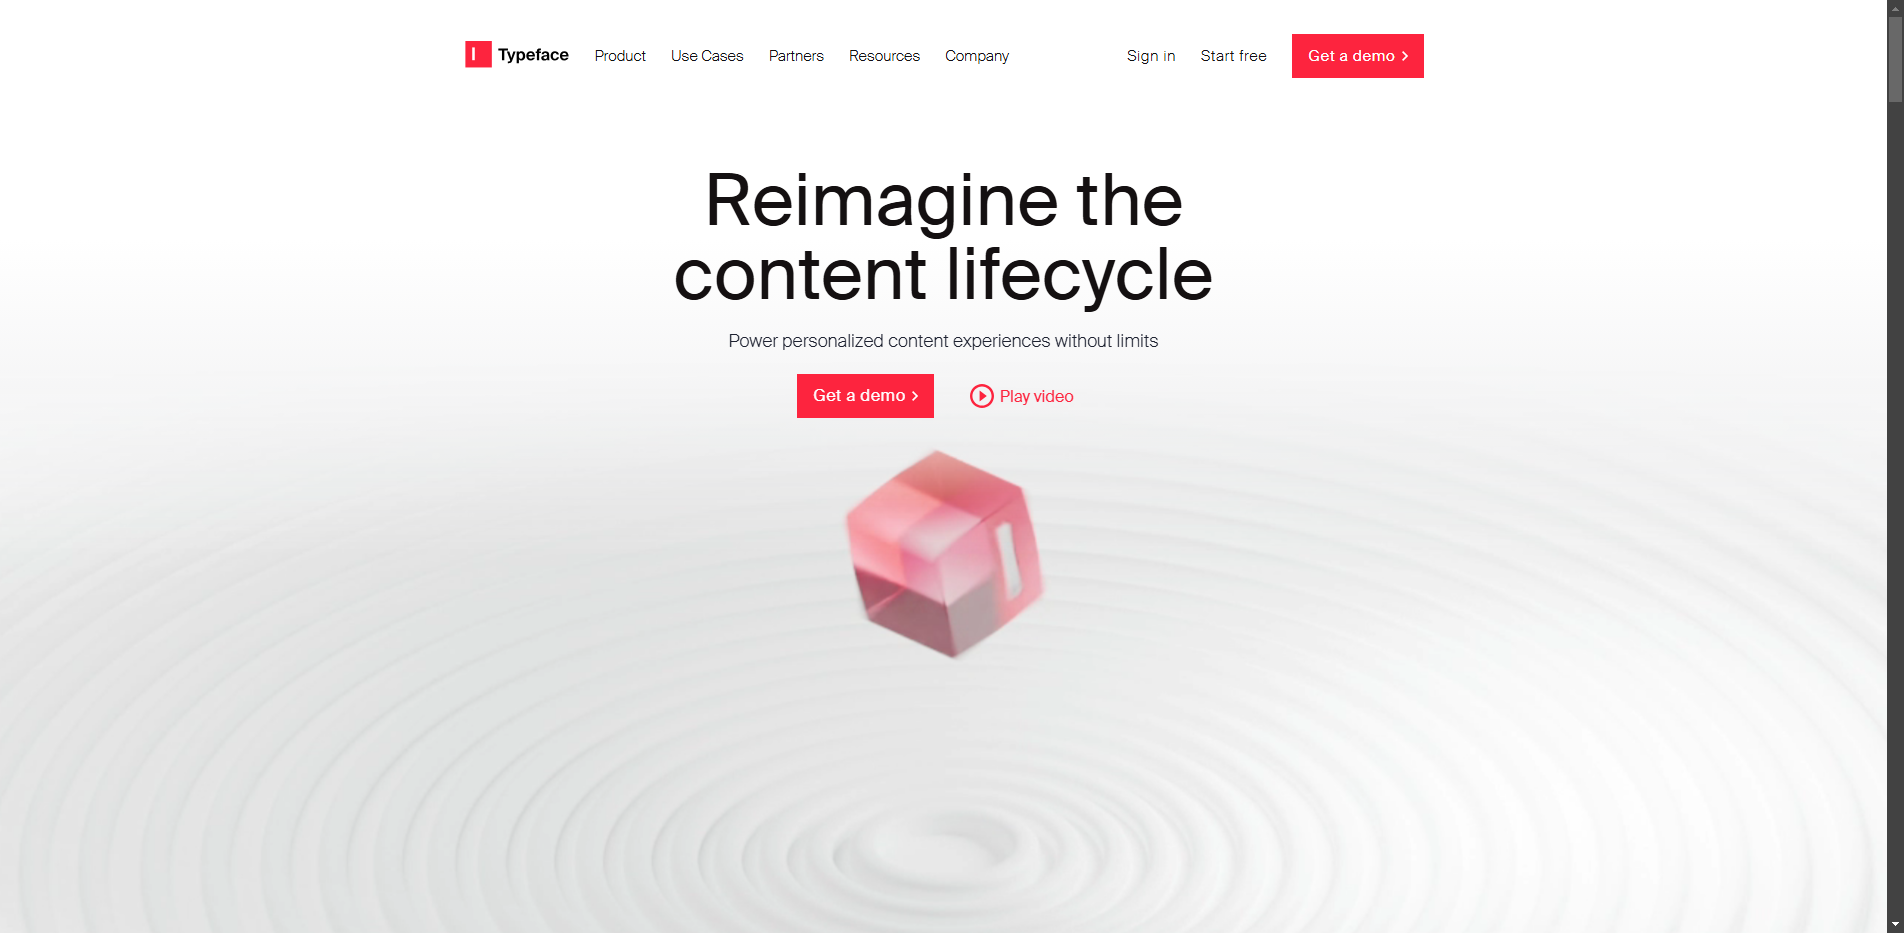 Typeface
Product
Use Cases
Partners
Resources
Company
Sign in
Start free
Get a demo
Reimagine the
content lifecycle
Power personalized content experiences without limits
Get a demo
Play video